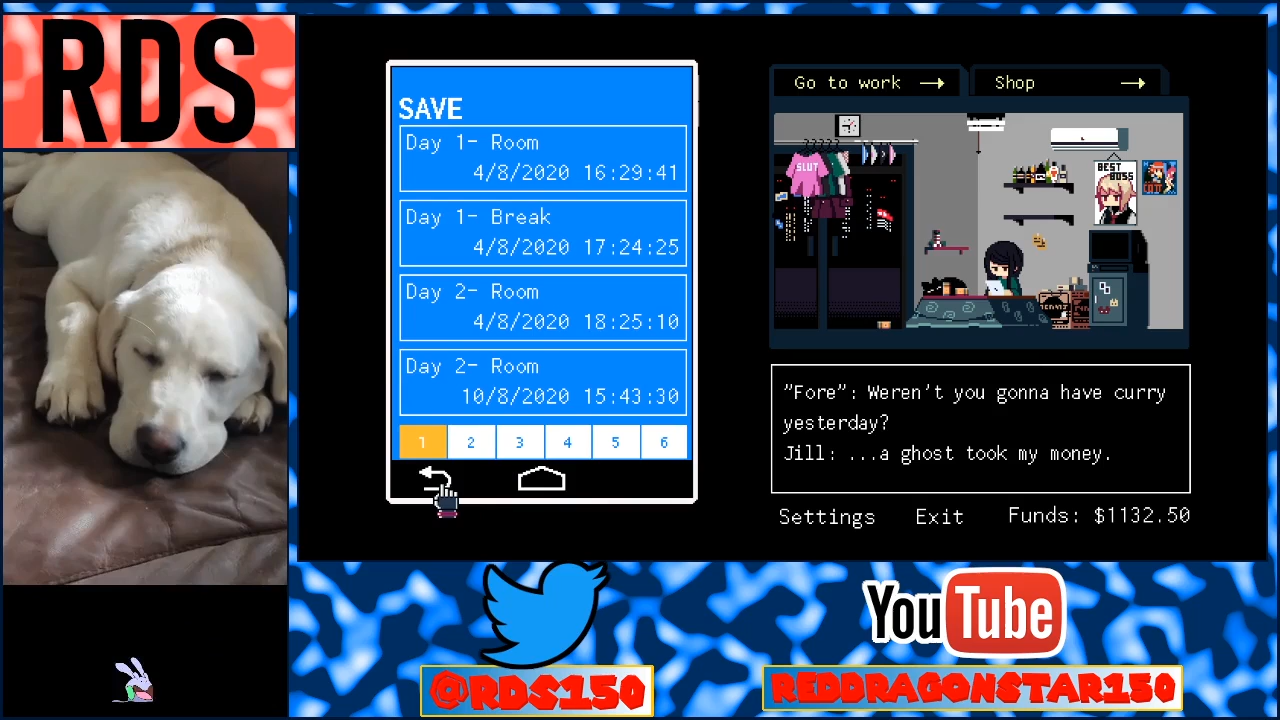 RDS
SAVE
Day 1- Room
4/8/2020 16:29:41
Day 1- Break
4/8/2020 17:24:25
Day 2- Room
4/8/2020 18:25:10
Day 2- Room
10/8/2020 15:43:30
1 2 3 4 5 6
Go to work → Shop →
SLUT
BEST
BOSS
"Fore": Weren't you gonna have curry
yesterday?
Jill: ...a ghost took my money.
Settings Exit Funds: $1132.50
YouTube
@RDS150
REDDRAGONSTAR150